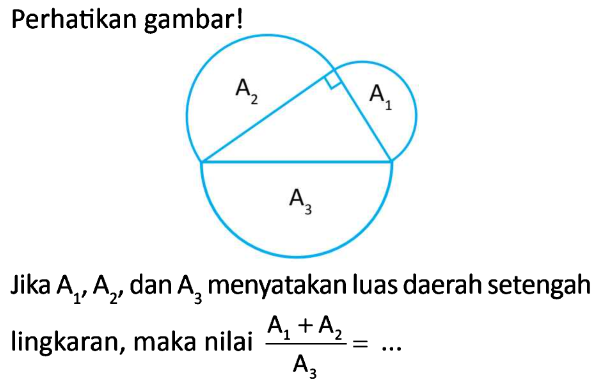 Perhatikan gambar!
A₂
A₁
A₃
Jika A₁, A₂, dan A₃ menyatakan luas daerah setengah
lingkaran, maka nilai (A₁ + A₂)/A₃ = ...